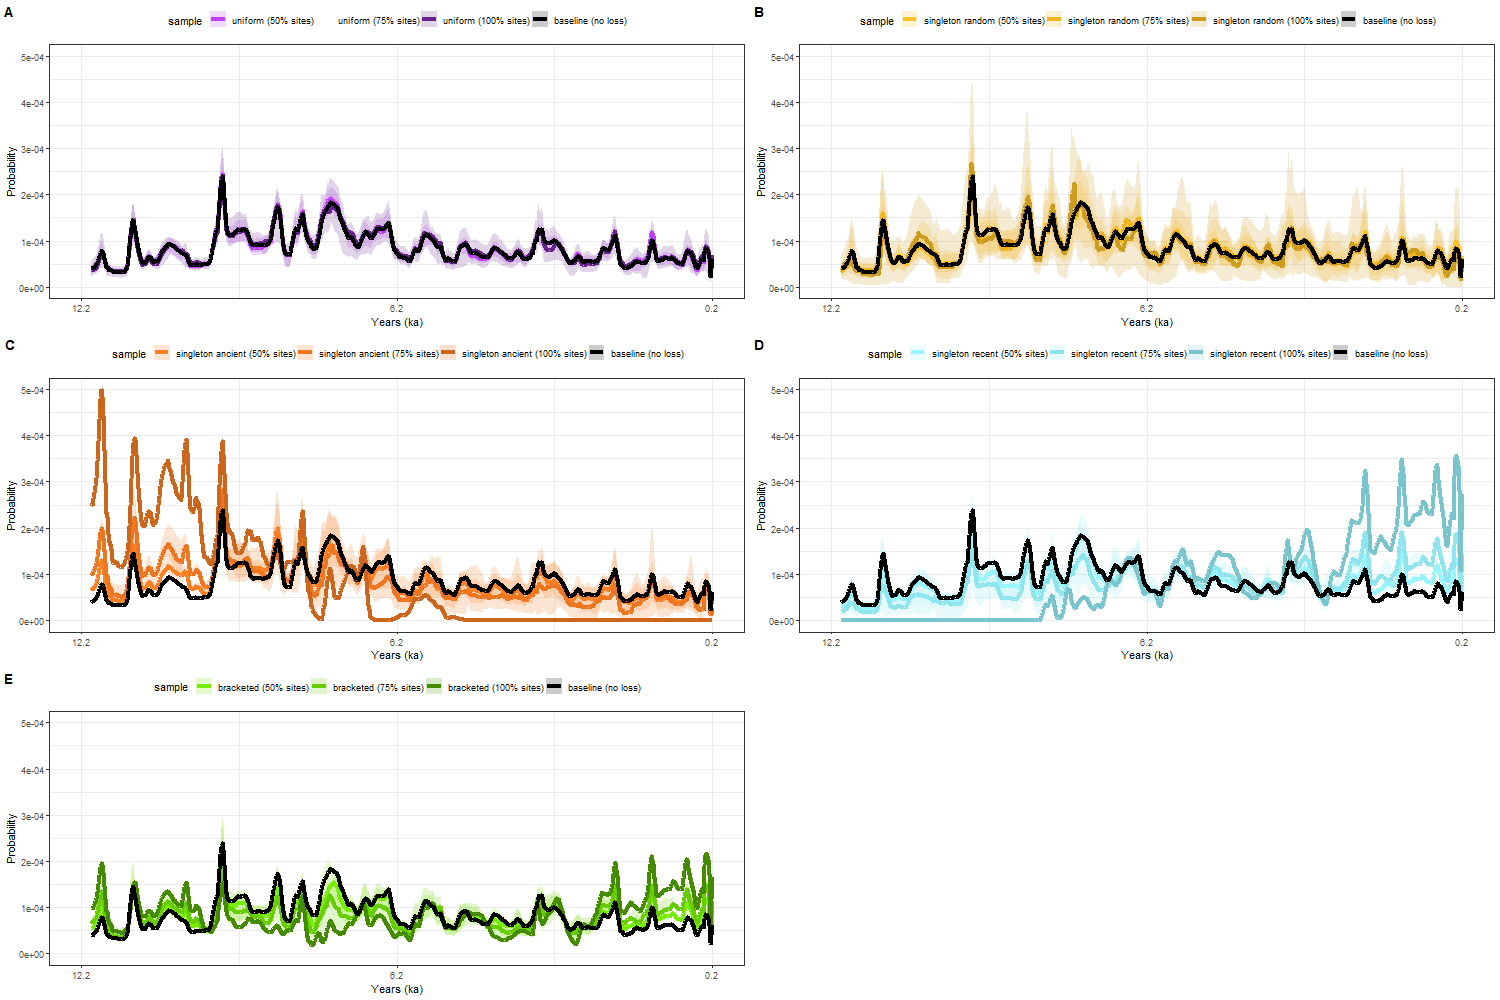 A
sample uniform (50% sites) uniform (75% sites) uniform (100% sites) baseline (no loss)
5e-04
4e-04
3e-04
2e-04
1e-04
0e+00
Probability
12.2 6.2 0.2
Years (ka)
B
sample singleton random (50% sites) singleton random (75% sites) singleton random (100% sites) baseline (no loss)
5e-04
4e-04
3e-04
2e-04
1e-04
0e+00
Probability
12.2 6.2 0.2
Years (ka)
C
sample singleton ancient (50% sites) singleton ancient (75% sites) singleton ancient (100% sites) baseline (no loss)
5e-04
4e-04
3e-04
2e-04
1e-04
0e+00
Probability
12.2 6.2 0.2
Years (ka)
D
sample singleton recent (50% sites) singleton recent (75% sites) singleton recent (100% sites) baseline (no loss)
5e-04
4e-04
3e-04
2e-04
1e-04
0e+00
Probability
12.2 6.2 0.2
Years (ka)
E
sample bracketed (50% sites) bracketed (75% sites) bracketed (100% sites) baseline (no loss)
5e-04
4e-04
3e-04
2e-04
1e-04
0e+00
Probability
12.2 6.2 0.2
Years (ka)